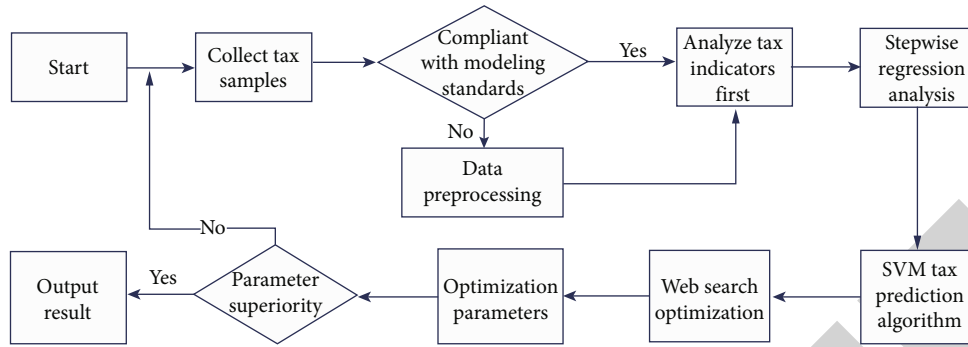 Start
Collect tax
samples
Compliant
with modeling
standards
Yes
Analyze tax
indicators
first
Stepwise
regression
analysis
No
Data
preprocessing
No
Output
result
Yes
Parameter
superiority
Optimization
parameters
Web search
optimization
SVM tax
prediction
algorithm